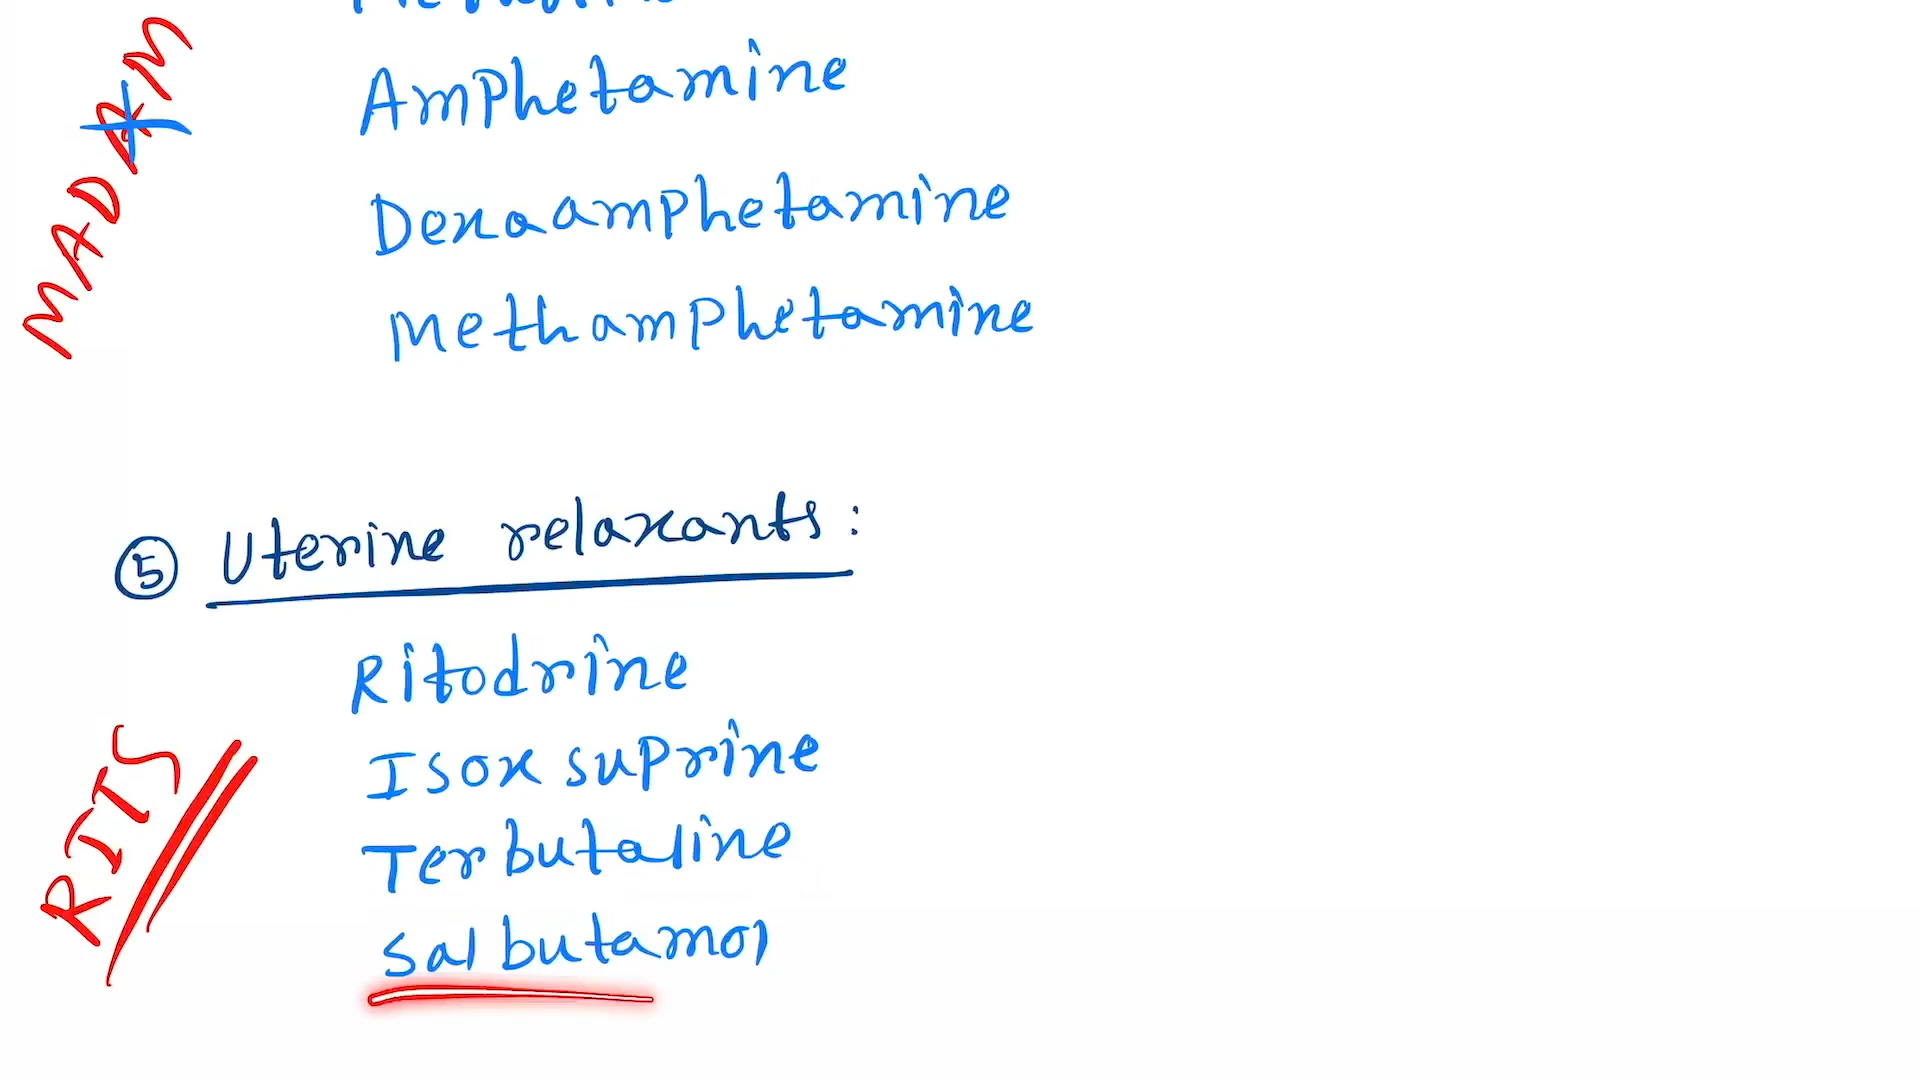 MADAM
Amphetamine
Dexaamphetamine
Methamphetamine
⑤ Uterine relaxants:
RITS
Ritodrine
Isoxsuprine
Terbutaline
Salbutamol